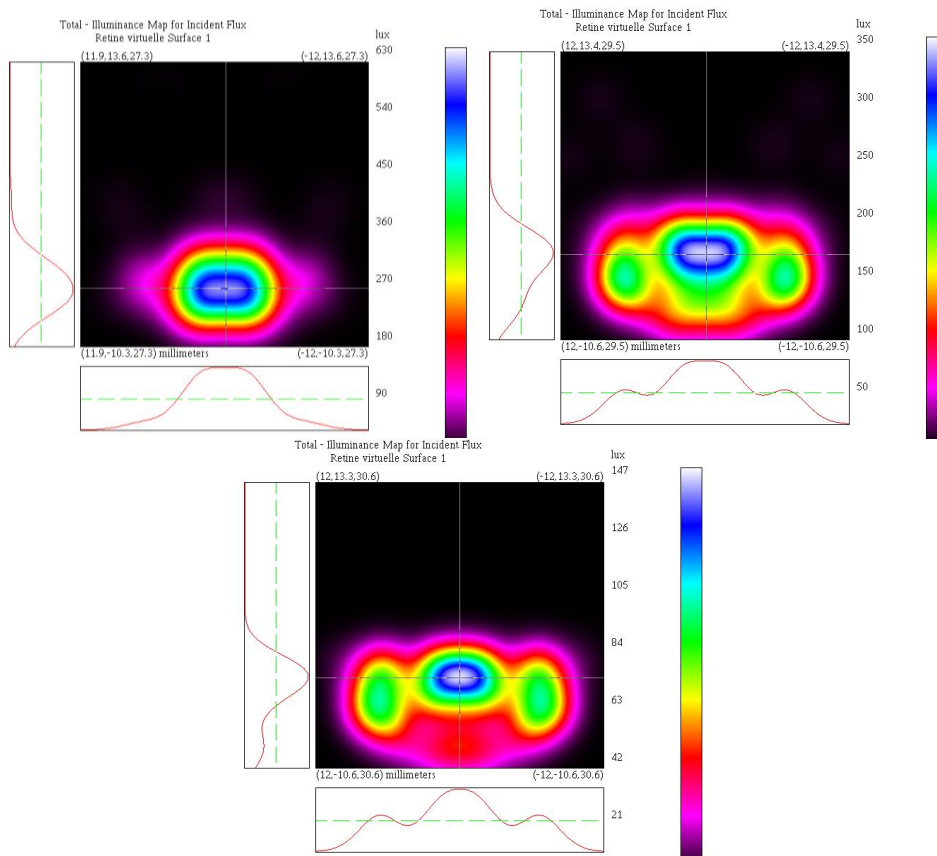 Total - Illuminance Map for Incident Flux
Retine virtuelle Surface 1
lux
(11.9,13.6,27.3) (-12,13.6,27.3)
630
540
450
360
270
180
90
(11.9,-10.3,27.3) millimeters (-12,-10.3,27.3)
Total - Illuminance Map for Incident Flux
Retine virtuelle Surface 1
lux
(12,13.4,29.5) (-12,13.4,29.5)
350
300
250
200
150
100
50
(12,-10.6,29.5) millimeters (-12,-10.6,29.5)
Total - Illuminance Map for Incident Flux
Retine virtuelle Surface 1
lux
(12,13.3,30.6) (-12,13.3,30.6)
147
126
105
84
63
42
21
(12,-10.6,30.6) millimeters (-12,-10.6,30.6)